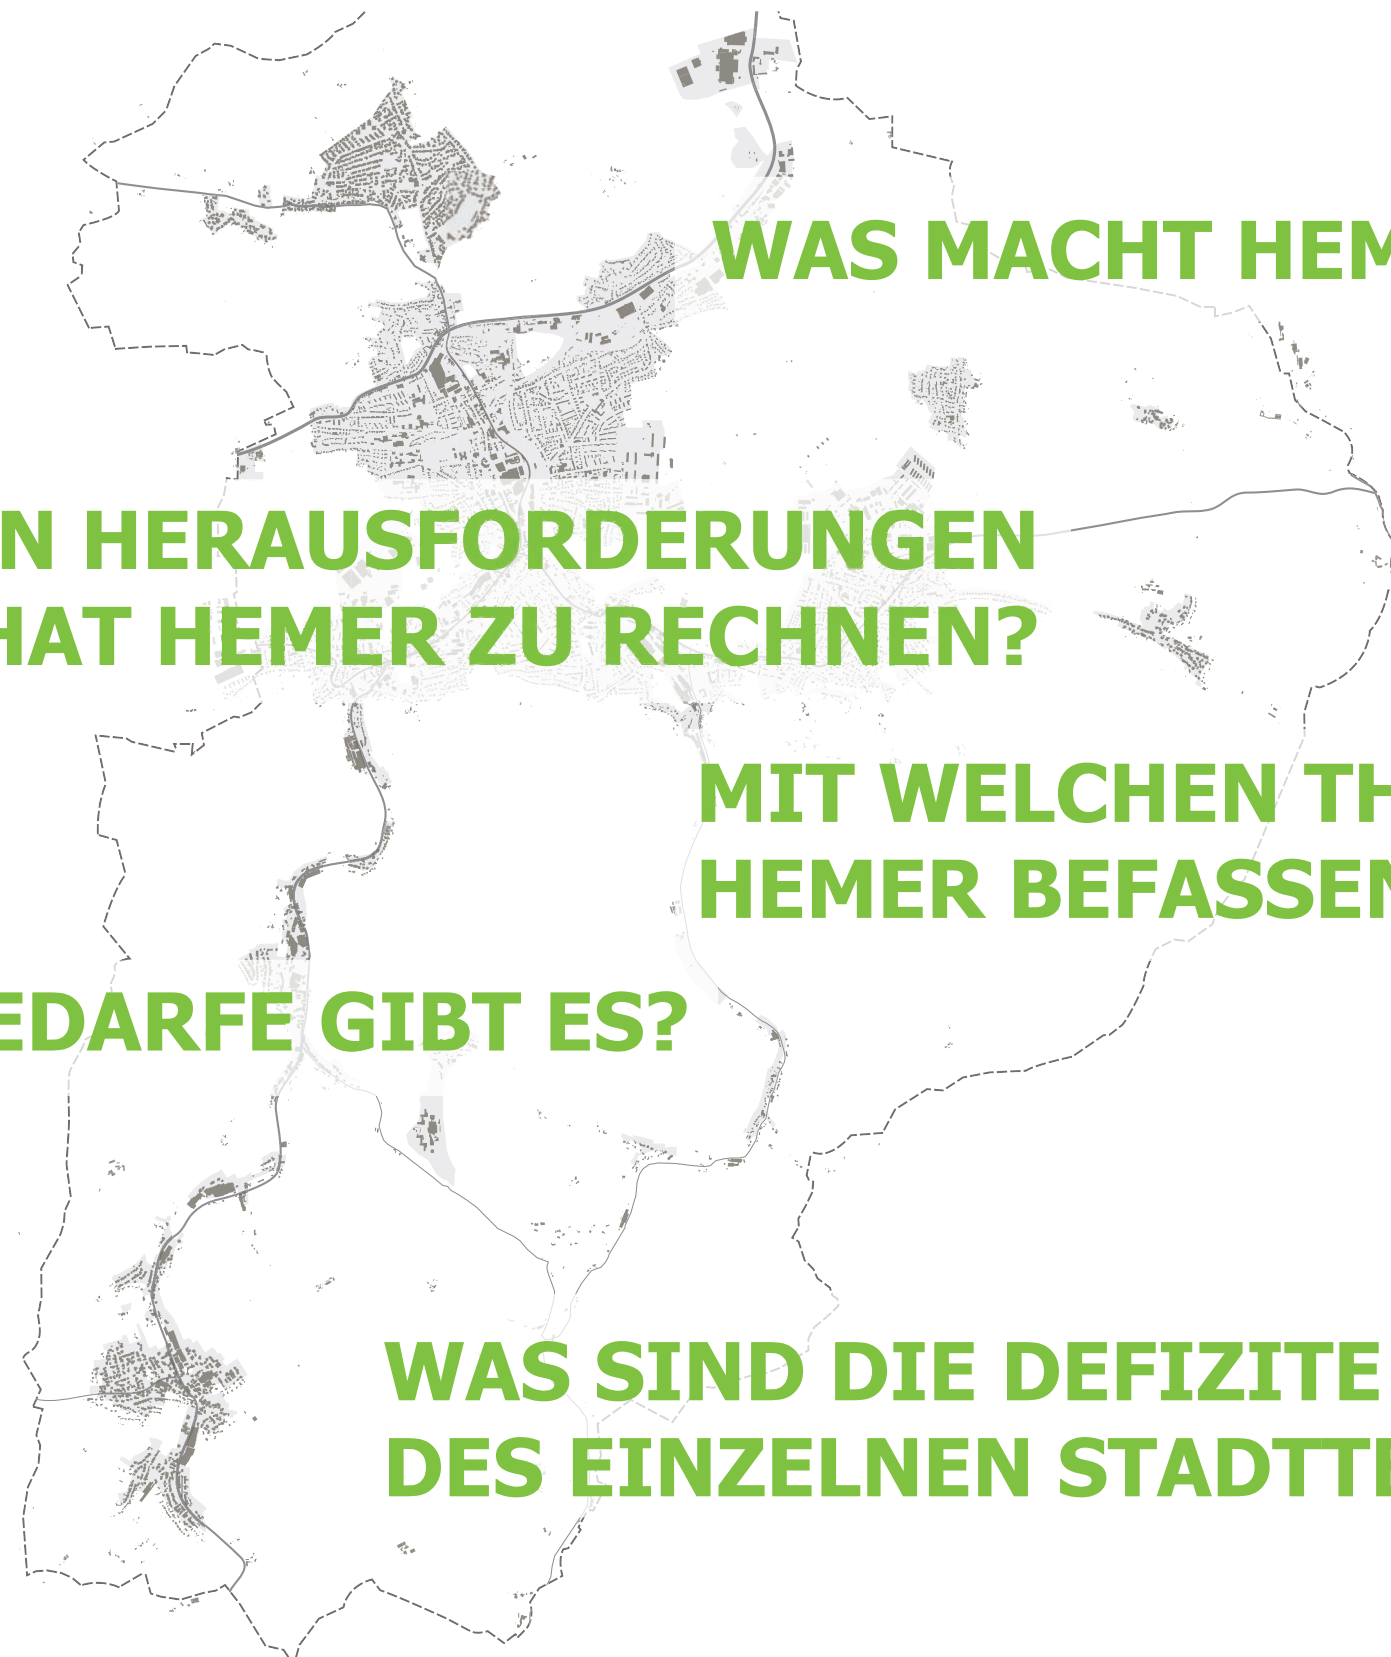 WAS MACHT HEM
N HERAUSFORDERUNGEN
HAT HEMER ZU RECHNEN?
MIT WELCHEN TH
HEMER BEFASSEN
EDARFE GIBT ES?
WAS SIND DIE DEFIZITE
DES EINZELNEN STADTTE